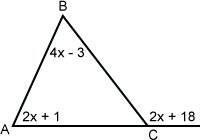 B
4x - 3
2x + 1
2x + 18
A
C